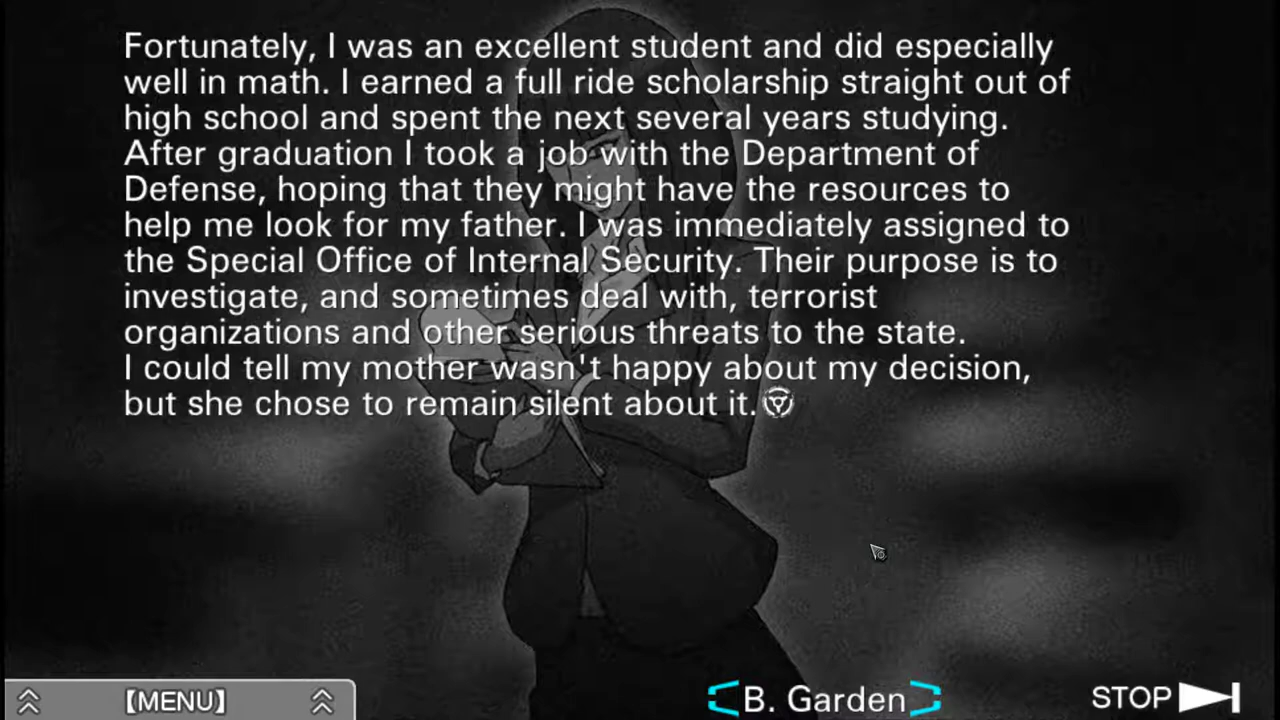 Fortunately, I was an excellent student and did especially
well in math. I earned a full ride scholarship straight out of
high school and spent the next several years studying.
After graduation I took a job with the Department of
Defense, hoping that they might have the resources to
help me look for my father. I was immediately assigned to
the Special Office of Internal Security. Their purpose is to
investigate, and sometimes deal with, terrorist
organizations and other serious threats to the state.
I could tell my mother wasn't happy about my decision,
but she chose to remain silent about it.
【MENU】
B. Garden
STOP